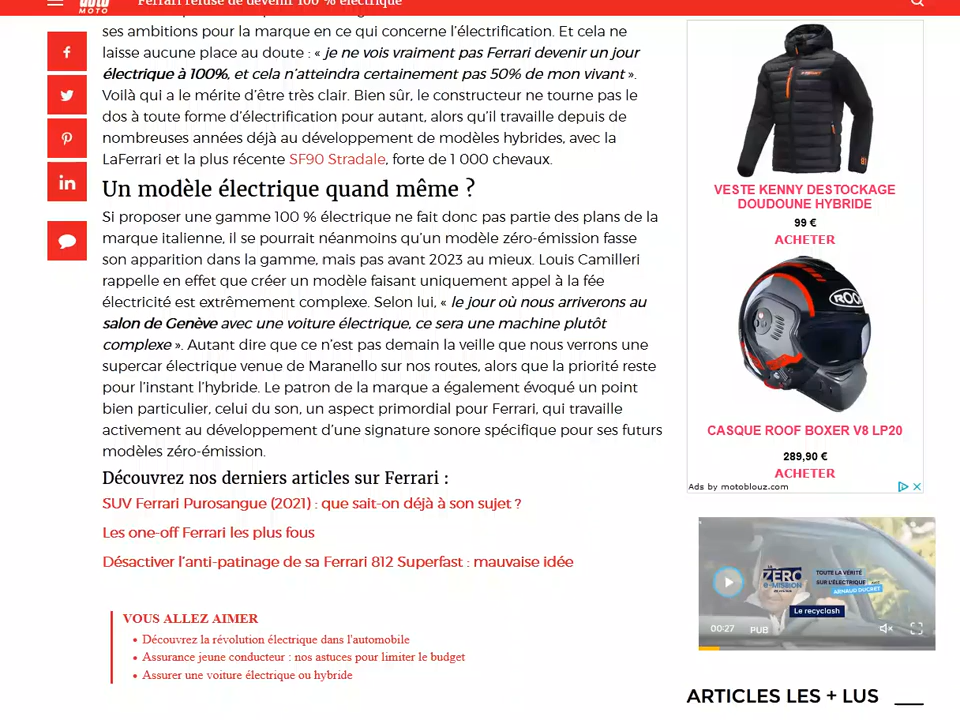 Ferrari refuse de devenir 100 % électrique
MOTO
ses ambitions pour la marque en ce qui concerne l’électrification. Et cela ne
laisse aucune place au doute : « je ne vois vraiment pas Ferrari devenir un jour
électrique à 100%, et cela n’atteindra certainement pas 50% de mon vivant ».
Voilà qui a le mérite d’être très clair. Bien sûr, le constructeur ne tourne pas le
dos à toute forme d’électrification pour autant, alors qu’il travaille depuis de
nombreuses années déjà au développement de modèles hybrides, avec la
LaFerrari et la plus récente SF90 Stradale, forte de 1 000 chevaux.
Un modèle électrique quand même ?
Si proposer une gamme 100 % électrique ne fait donc pas partie des plans de la
marque italienne, il se pourrait néanmoins qu’un modèle zéro-émission fasse
son apparition dans la gamme, mais pas avant 2023 au mieux. Louis Camilleri
rappelle en effet que créer un modèle faisant uniquement appel à la fée
électricité est extrêmement complexe. Selon lui, « le jour où nous arriverons au
salon de Genève avec une voiture électrique, ce sera une machine plutôt
complexe ». Autant dire que ce n’est pas demain la veille que nous verrons une
supercar électrique venue de Maranello sur nos routes, alors que la priorité reste
pour l’instant l’hybride. Le patron de la marque a également évoqué un point
bien particulier, celui du son, un aspect primordial pour Ferrari, qui travaille
activement au développement d’une signature sonore spécifique pour ses futurs
modèles zéro-émission.
Découvrez nos derniers articles sur Ferrari :
SUV Ferrari Purosangue (2021) : que sait-on déjà à son sujet ?
Les one-off Ferrari les plus fous
Désactiver l’anti-patinage de sa Ferrari 812 Superfast : mauvaise idée
VOUS ALLEZ AIMER
Découvrez la révolution électrique dans l'automobile
Assurance jeune conducteur : nos astuces pour limiter le budget
Assurer une voiture électrique ou hybride
VESTE KENNY DESTOCKAGE
DOUDOUNE HYBRIDE
99 €
ACHETER
ROOF
CASQUE ROOF BOXER V8 LP20
289,90 €
ACHETER
Ads by motoblouz.com
ZERO
e-MISSION
TOUTE LA VÉRITÉ
SUR L'ÉLECTRIQUE AVEC
ARNAUD DUCRET
Le recyclash
00:27 PUB
ARTICLES LES + LUS